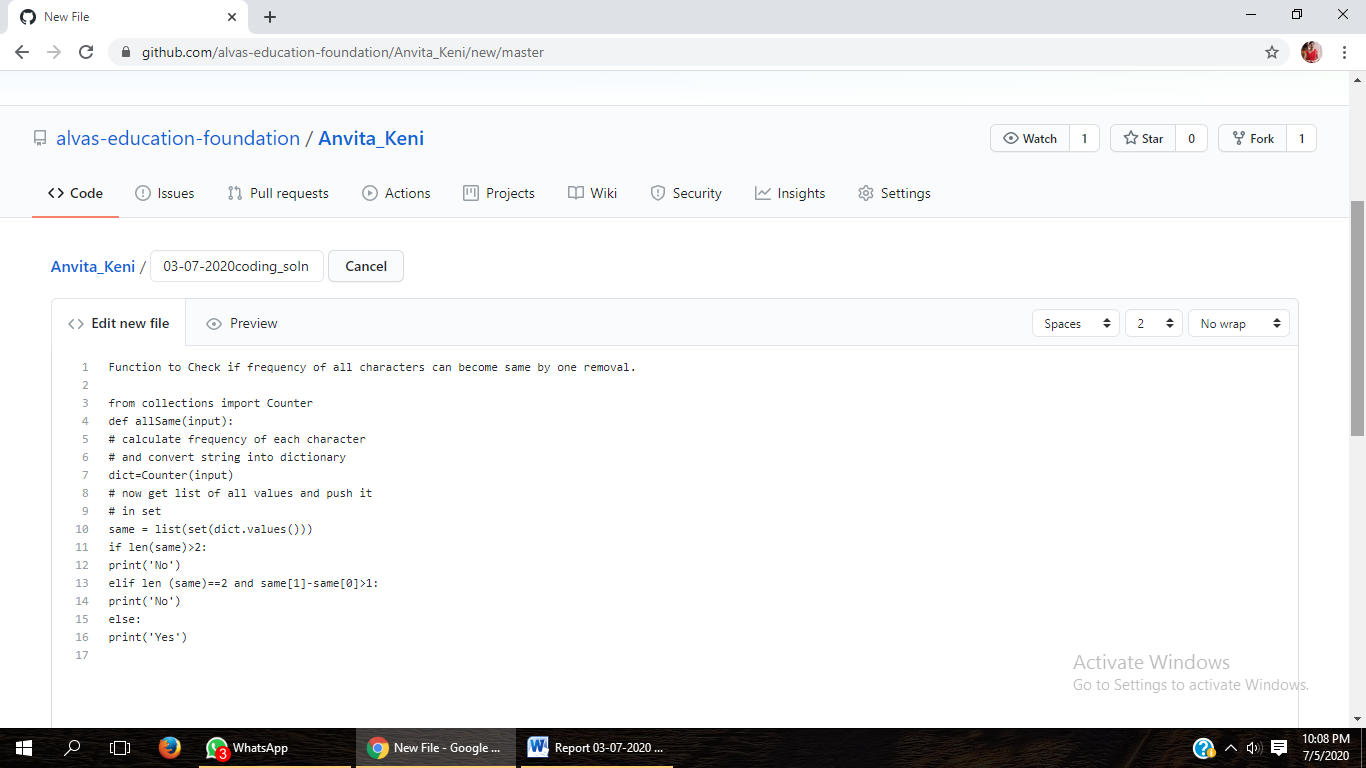 New File
github.com/alvas-education-foundation/Anvita_Keni/new/master
alvas-education-foundation / Anvita_Keni
Watch 1 Star 0 Fork 1
Code Issues Pull requests Actions Projects Wiki Security Insights Settings
Anvita_Keni / 03-07-2020coding_soln Cancel
Edit new file Preview Spaces 2 No wrap
1 Function to Check if frequency of all characters can become same by one removal.
2
3 from collections import Counter
4 def allSame(input):
5 # calculate frequency of each character
6 # and convert string into dictionary
7 dict=Counter(input)
8 # now get list of all values and push it
9 # in set
10 same = list(set(dict.values()))
11 if len(same)>2:
12 print('No')
13 elif len (same)==2 and same[1]-same[0]>1:
14 print('No')
15 else:
16 print('Yes')
17
Activate Windows
Go to Settings to activate Windows.
3 WhatsApp New File - Google ... Report 03-07-2020 ... 10:08 PM
7/5/2020